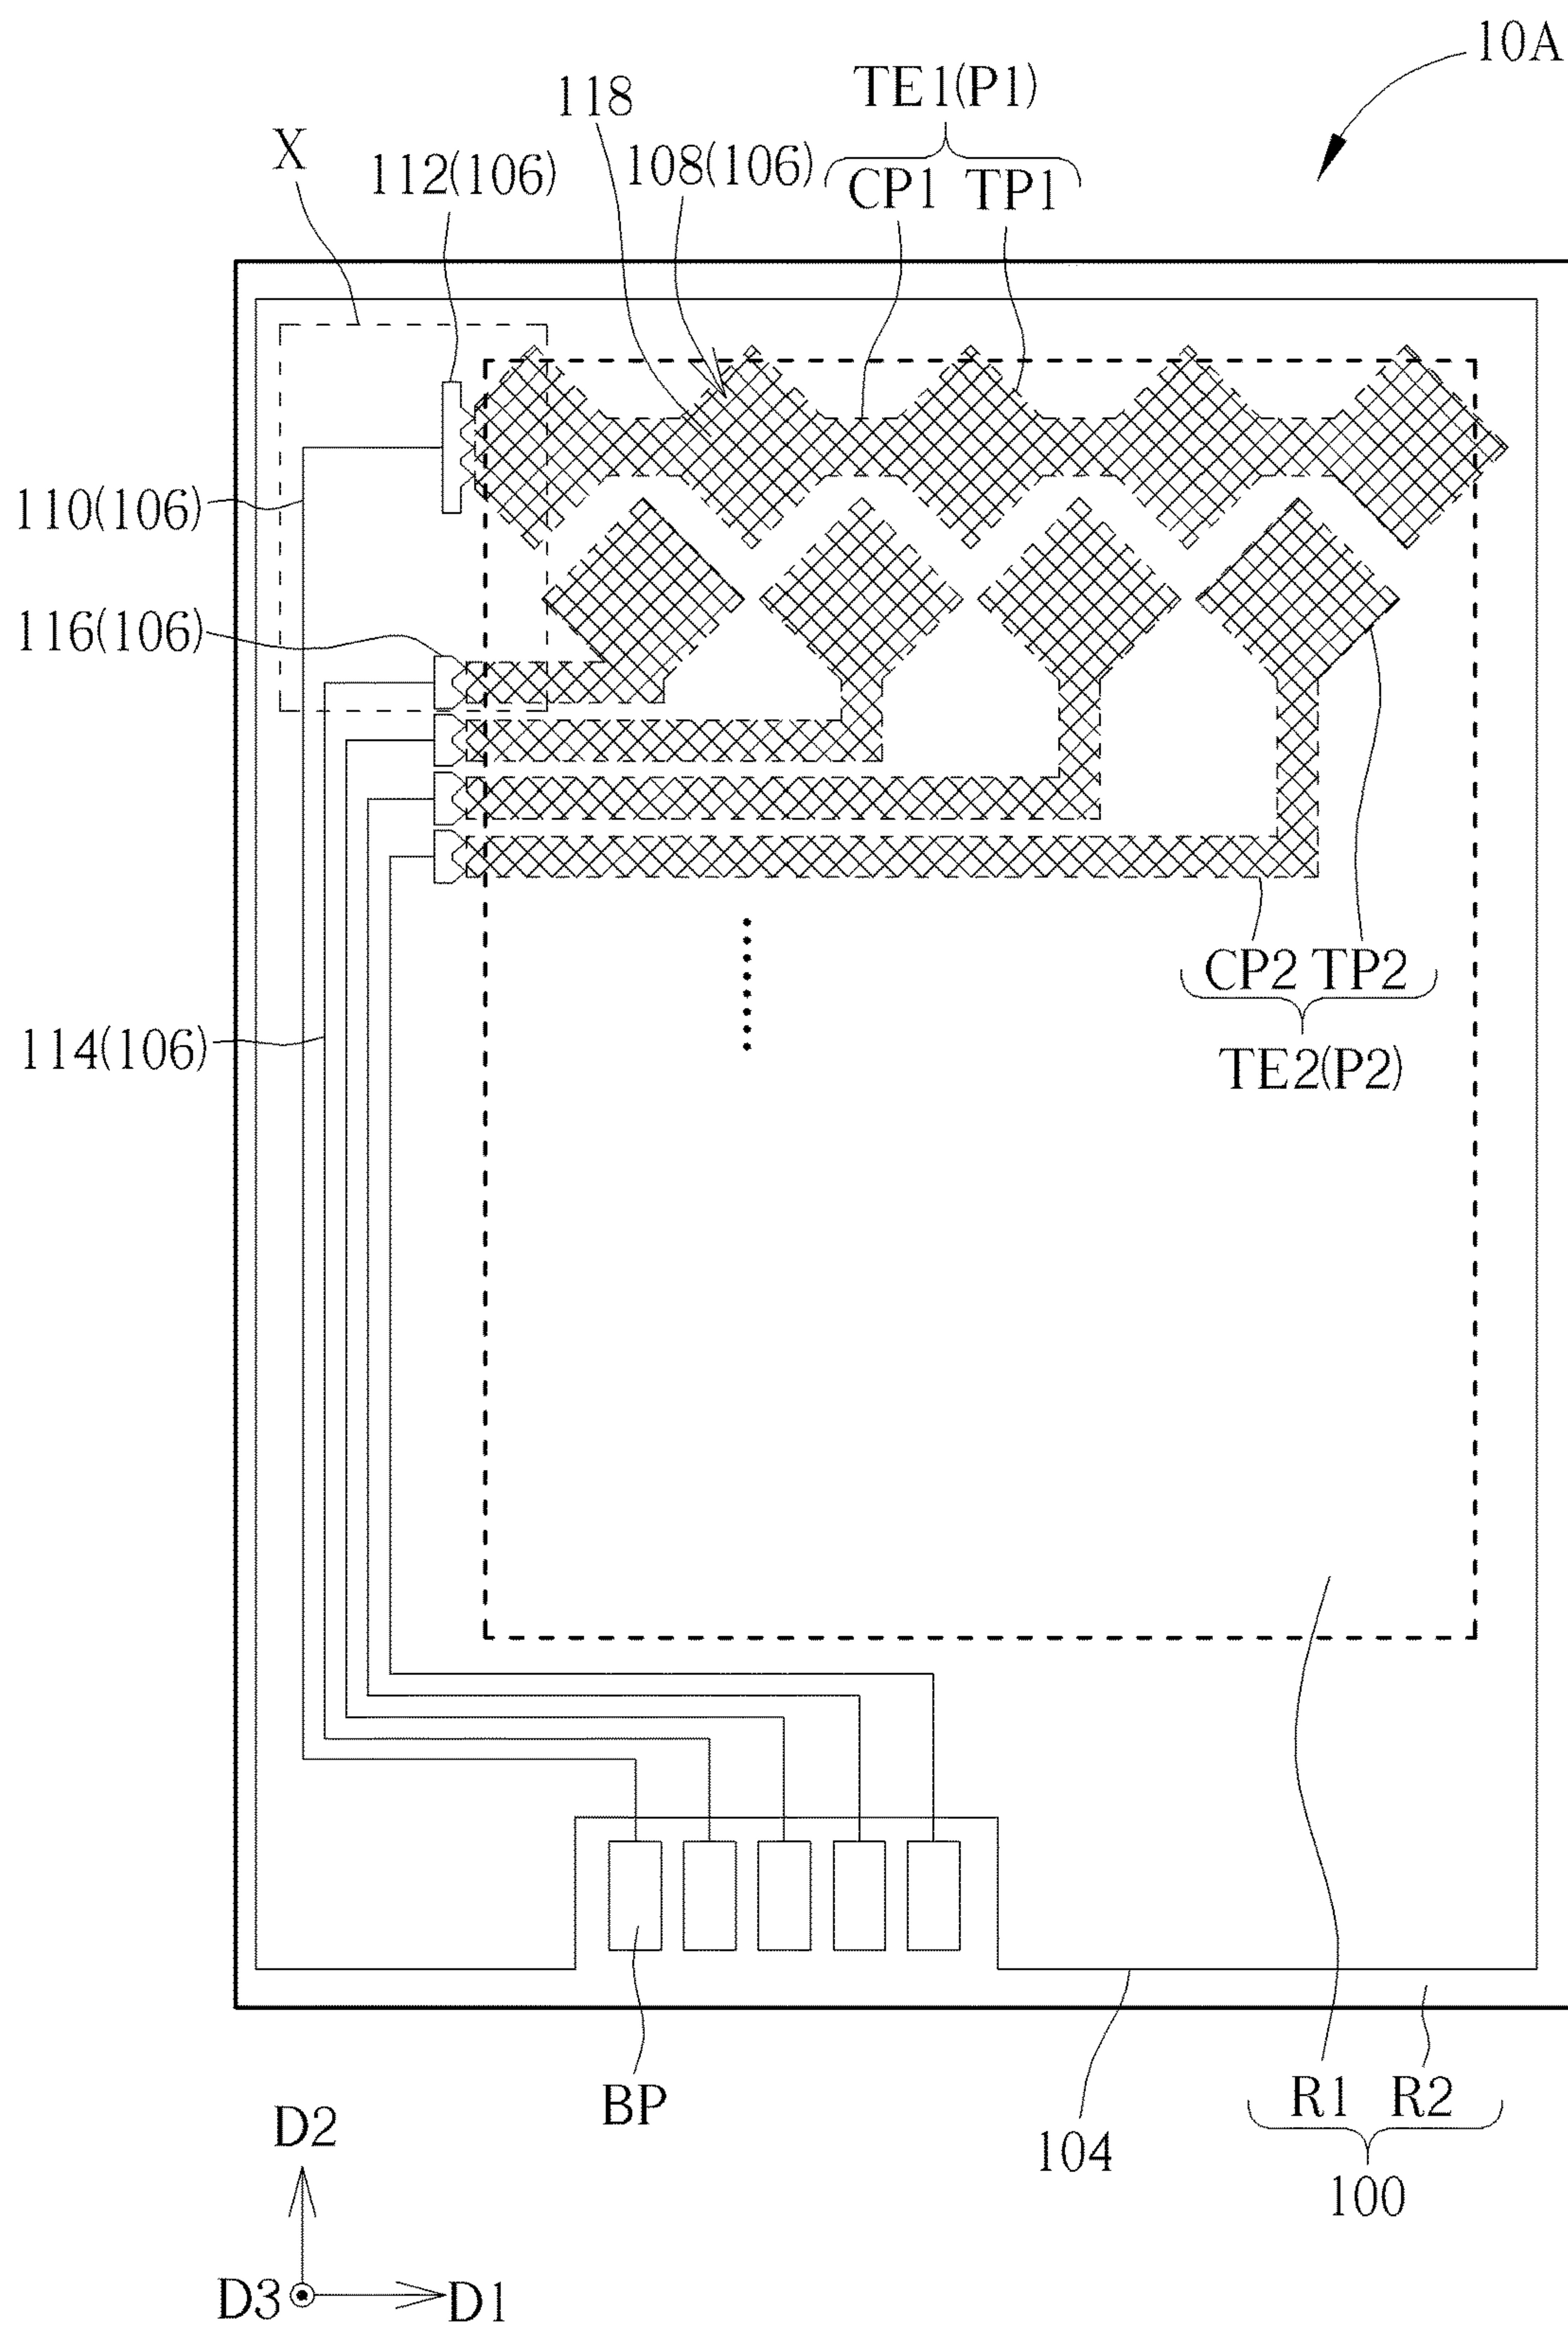 10A
TE1(P1)
118
108(106)
CP1 TP1
X
112(106)
110(106)
116(106)
CP2 TP2
114(106)
TE2(P2)
BP
R1 R2
D2
104
100
D3
D1